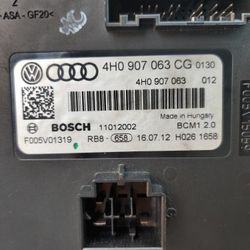 -ASA- GF20<
4H0 907 063 CG 0130
4H0 907 063 012
Made in Hungary
BOSCH 11012002 BCM1 2.0
F005V01319 RB8- 658 16.07.12 H026 1658